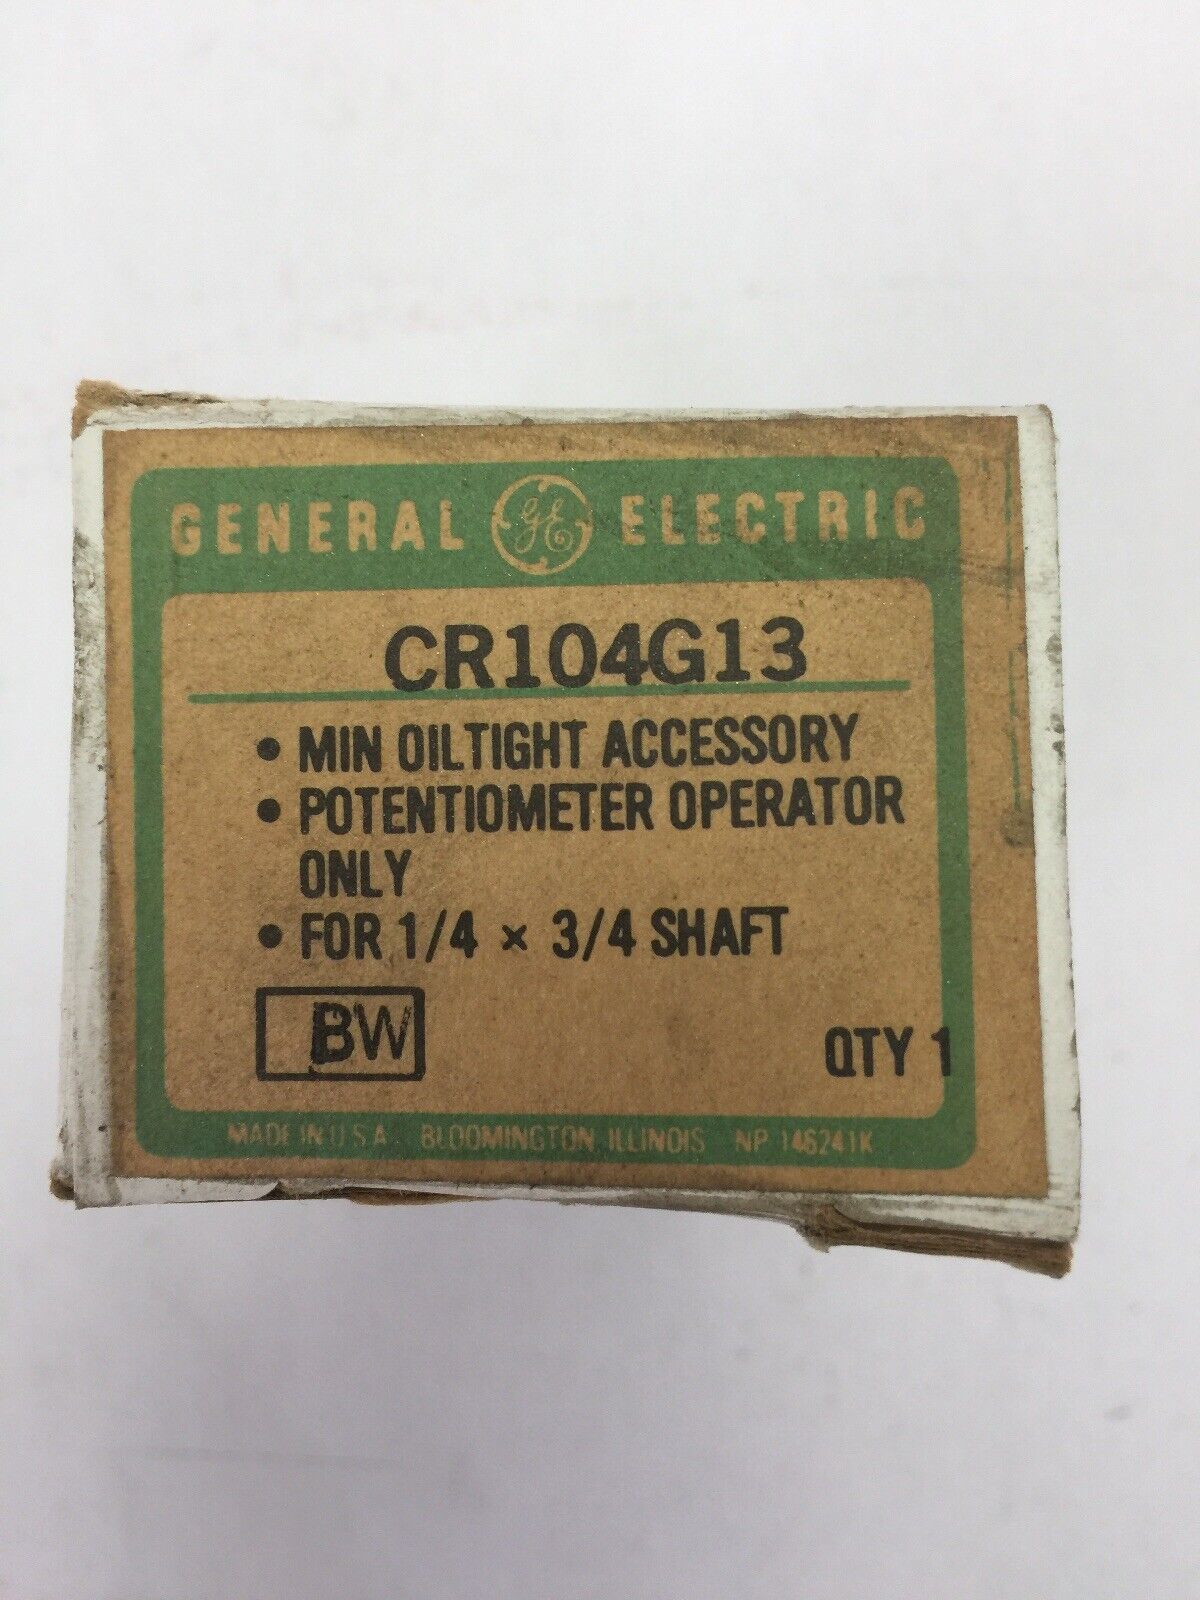 GENERAL GE ELECTRIC
CR104G13
• MIN OILTIGHT ACCESSORY
• POTENTIOMETER OPERATOR
ONLY
• FOR 1/4 × 3/4 SHAFT
BW
QTY 1
MADE IN U.S.A. BLOOMINGTON, ILLINOIS NP 146241K